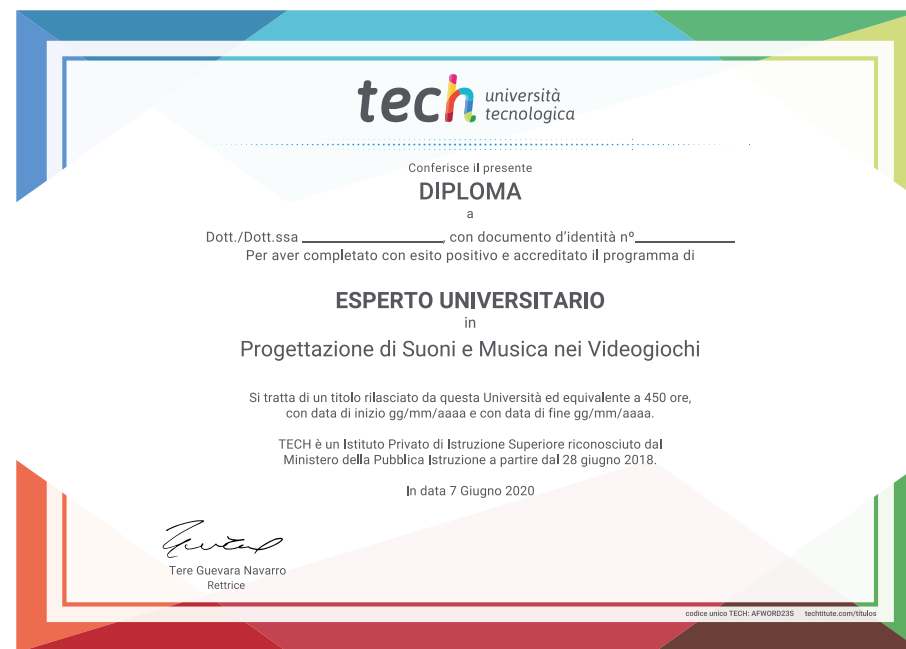 tech università
tecnologica
Conferisce il presente
DIPLOMA
a
Dott./Dott.ssa ____________________, con documento d'identità nº______________
Per aver completato con esito positivo e accreditato il programma di
ESPERTO UNIVERSITARIO
in
Progettazione di Suoni e Musica nei Videogiochi
Si tratta di un titolo rilasciato da questa Università ed equivalente a 450 ore,
con data di inizio gg/mm/aaaa e con data di fine gg/mm/aaaa.
TECH è un Istituto Privato di Istruzione Superiore riconosciuto dal
Ministero della Pubblica Istruzione a partire dal 28 giugno 2018.
In data 7 Giugno 2020
Tere Guevara Navarro
Rettrice
codice unico TECH: AFWORD23S techtitute.com/títulos